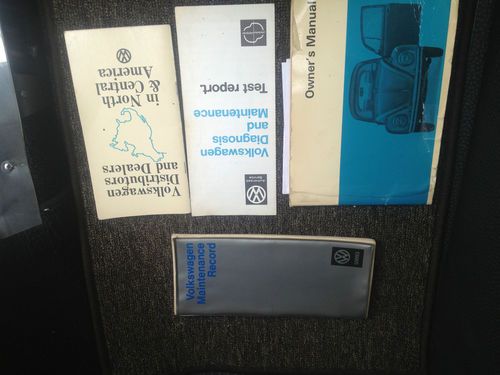 Volkswagen
Distributors
and Dealers
in North
& Central
America
Volkswagen
Diagnosis
and
Maintenance
Test report.
Owner's Manual
Volkswagen
Maintenance
Record